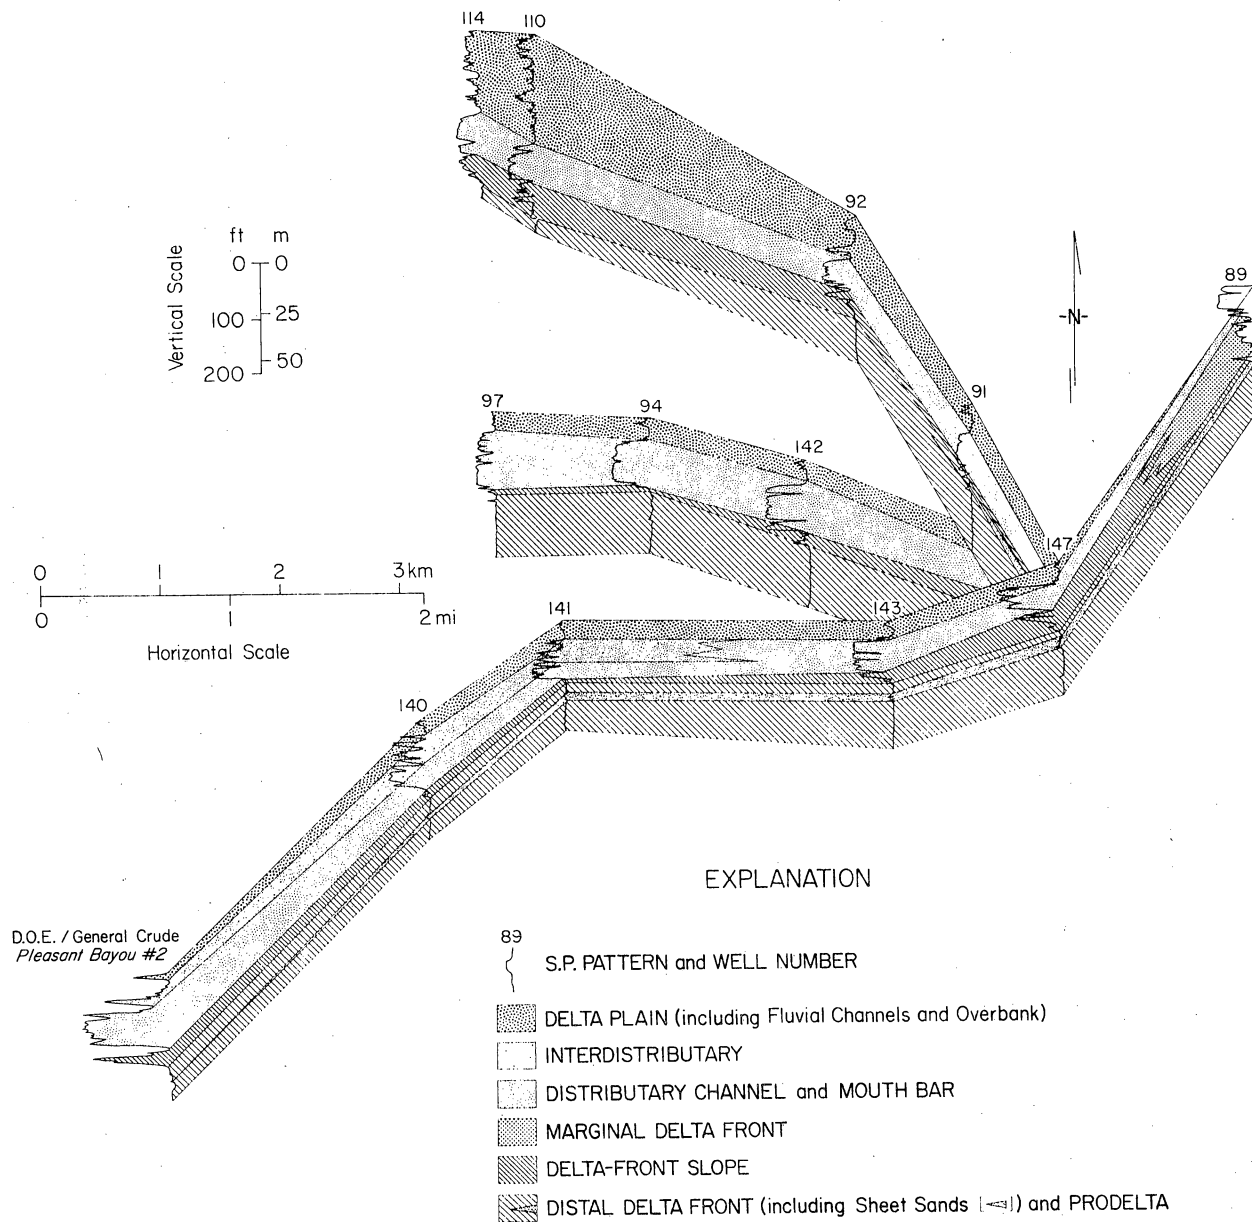 114 110
92
ft m
0 0
100 25
200 50
Vertical Scale
-N-
89
91
97
94
142
147
0 1 2 3 km
0 1 2 mi
Horizontal Scale
141
143
140
EXPLANATION
D.O.E. / General Crude
Pleasant Bayou #2
89
S.P. PATTERN and WELL NUMBER
DELTA PLAIN (including Fluvial Channels and Overbank)
INTERDISTRIBUTARY
DISTRIBUTARY CHANNEL and MOUTH BAR
MARGINAL DELTA FRONT
DELTA-FRONT SLOPE
DISTAL DELTA FRONT (including Sheet Sands [ ]) and PRODELTA